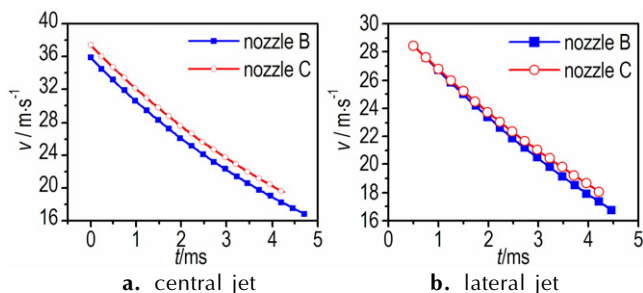 40
36
32
28
24
20
16
v / m·s⁻¹
nozzle B
nozzle C
0 1 2 3 4 5
t/ms
a. central jet
30
28
26
24
22
20
18
16
v / m·s⁻¹
nozzle B
nozzle C
0 1 2 3 4 5
t/ms
b. lateral jet